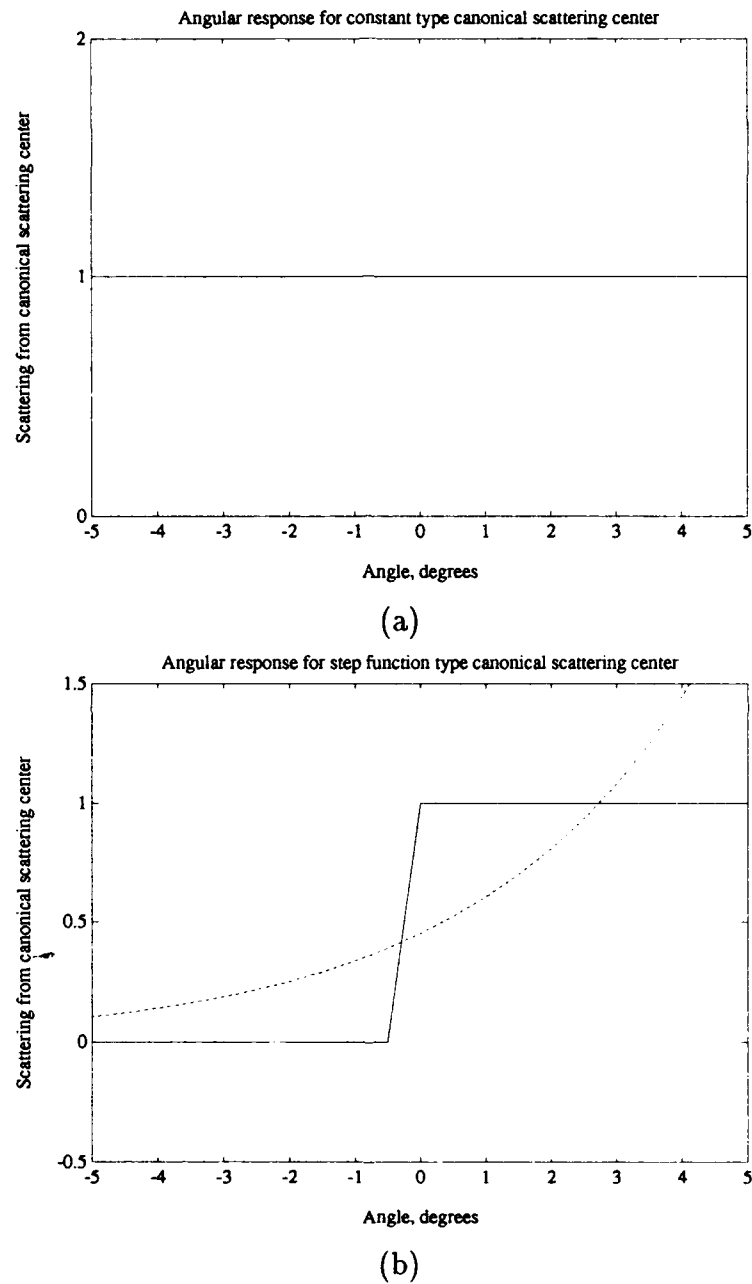 Angular response for constant type canonical scattering center
2
1
0
Scattering from canonical scattering center
-5 -4 -3 -2 -1 0 1 2 3 4 5
Angle, degrees
(a)
Angular response for step function type canonical scattering center
1.5
1
0.5
0
-0.5
Scattering from canonical scattering center
-5 -4 -3 -2 -1 0 1 2 3 4 5
Angle, degrees
(b)